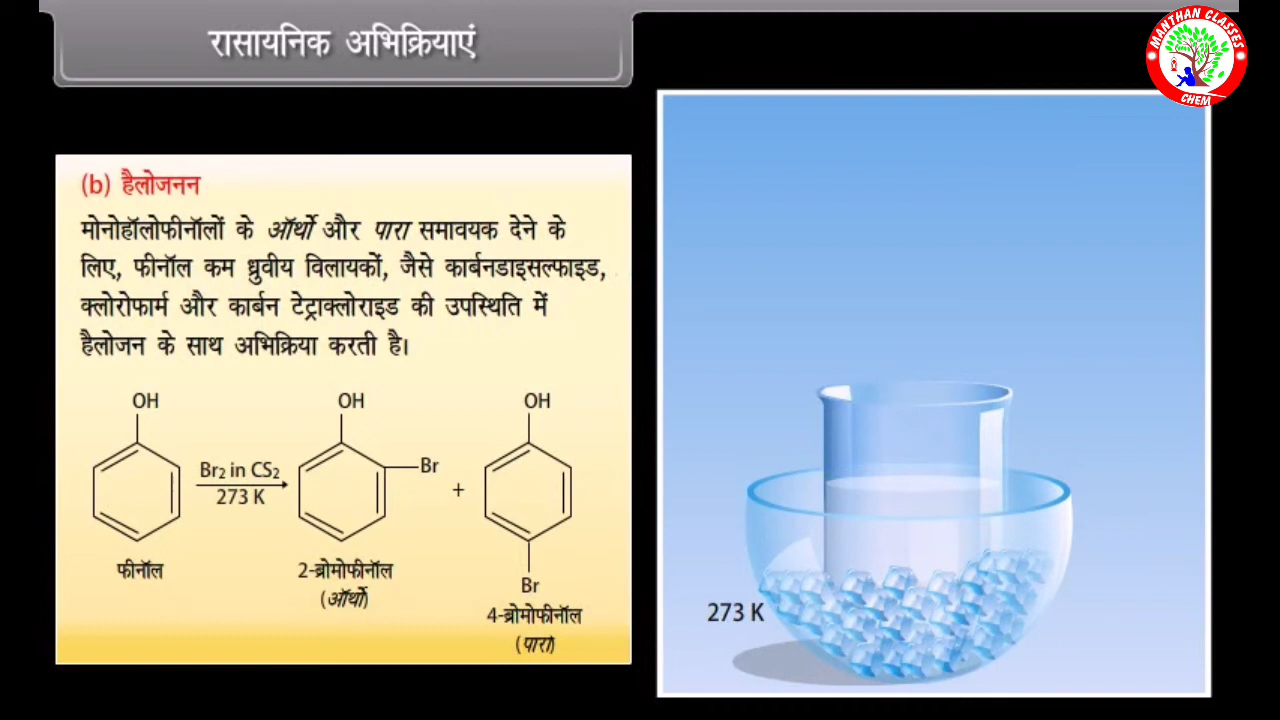 रासायनिक अभिक्रियाएं
MANTHAN CLASSES
CHEM
(b) हैलोजनन
मोनोहॉलोफीनॉलों के ऑर्थो और पारा समावयक देने के
लिए, फीनॉल कम ध्रुवीय विलायकों, जैसे कार्बनडाइसल्फाइड,
क्लोरोफार्म और कार्बन टेट्राक्लोराइड की उपस्थिति में
हैलोजन के साथ अभिक्रिया करती है।
OH
OH
OH
Br₂ in CS₂
273 K
Br
+
फीनॉल
2-ब्रोमोफीनॉल
(ऑर्थो)
Br
4-ब्रोमोफीनॉल
(पारा)
273 K